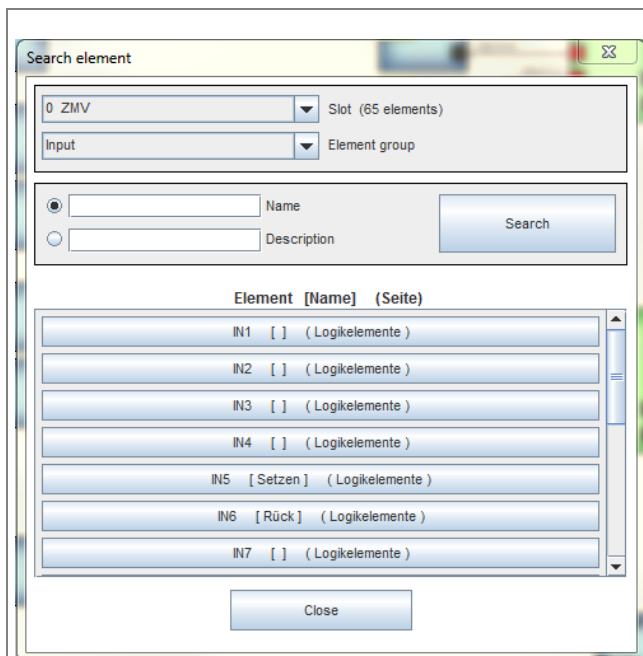 Search element
0 ZMV Slot (65 elements)
Input Element group
Name
Search
Description
Element [Name] (Seite)
IN1 [ ] ( Logikelemente )
IN2 [ ] ( Logikelemente )
IN3 [ ] ( Logikelemente )
IN4 [ ] ( Logikelemente )
IN5 [ Setzen ] ( Logikelemente )
IN6 [ Rück ] ( Logikelemente )
IN7 [ ] ( Logikelemente )
Close